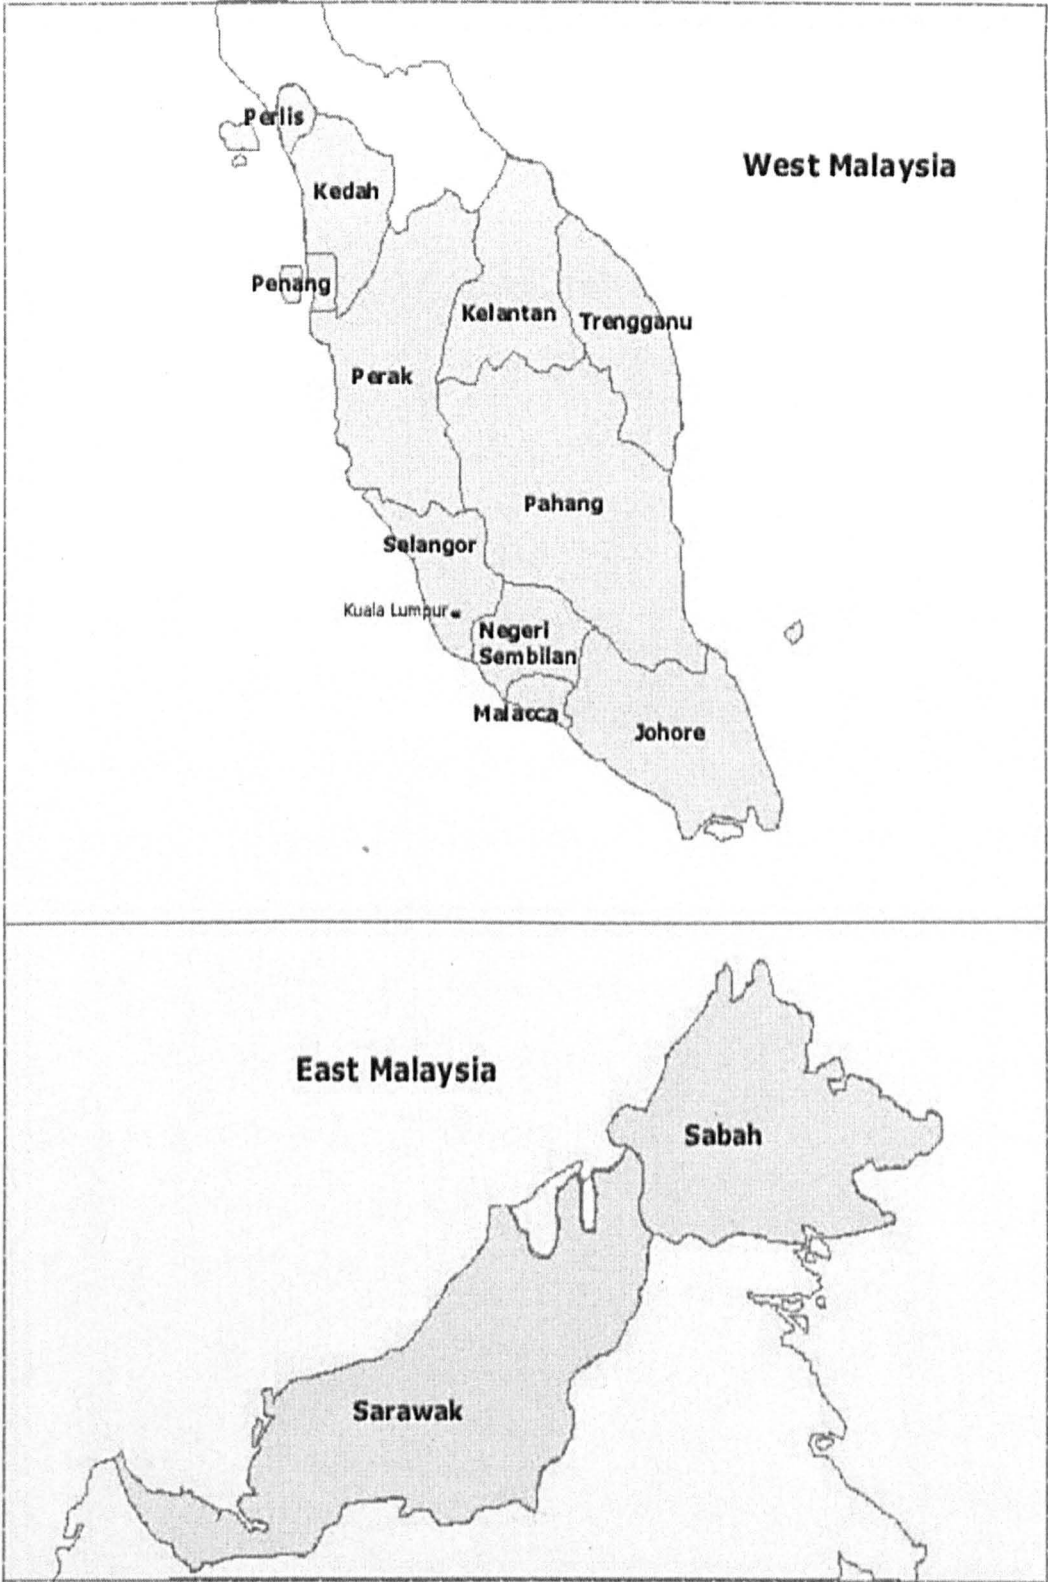 Perlis
West Malaysia
Kedah
Penang
Kelantan
Trengganu
Perak
Pahang
Selangor
Kuala Lumpur
Negeri
Sembilan
Malacca
Johore
East Malaysia
Sabah
Sarawak